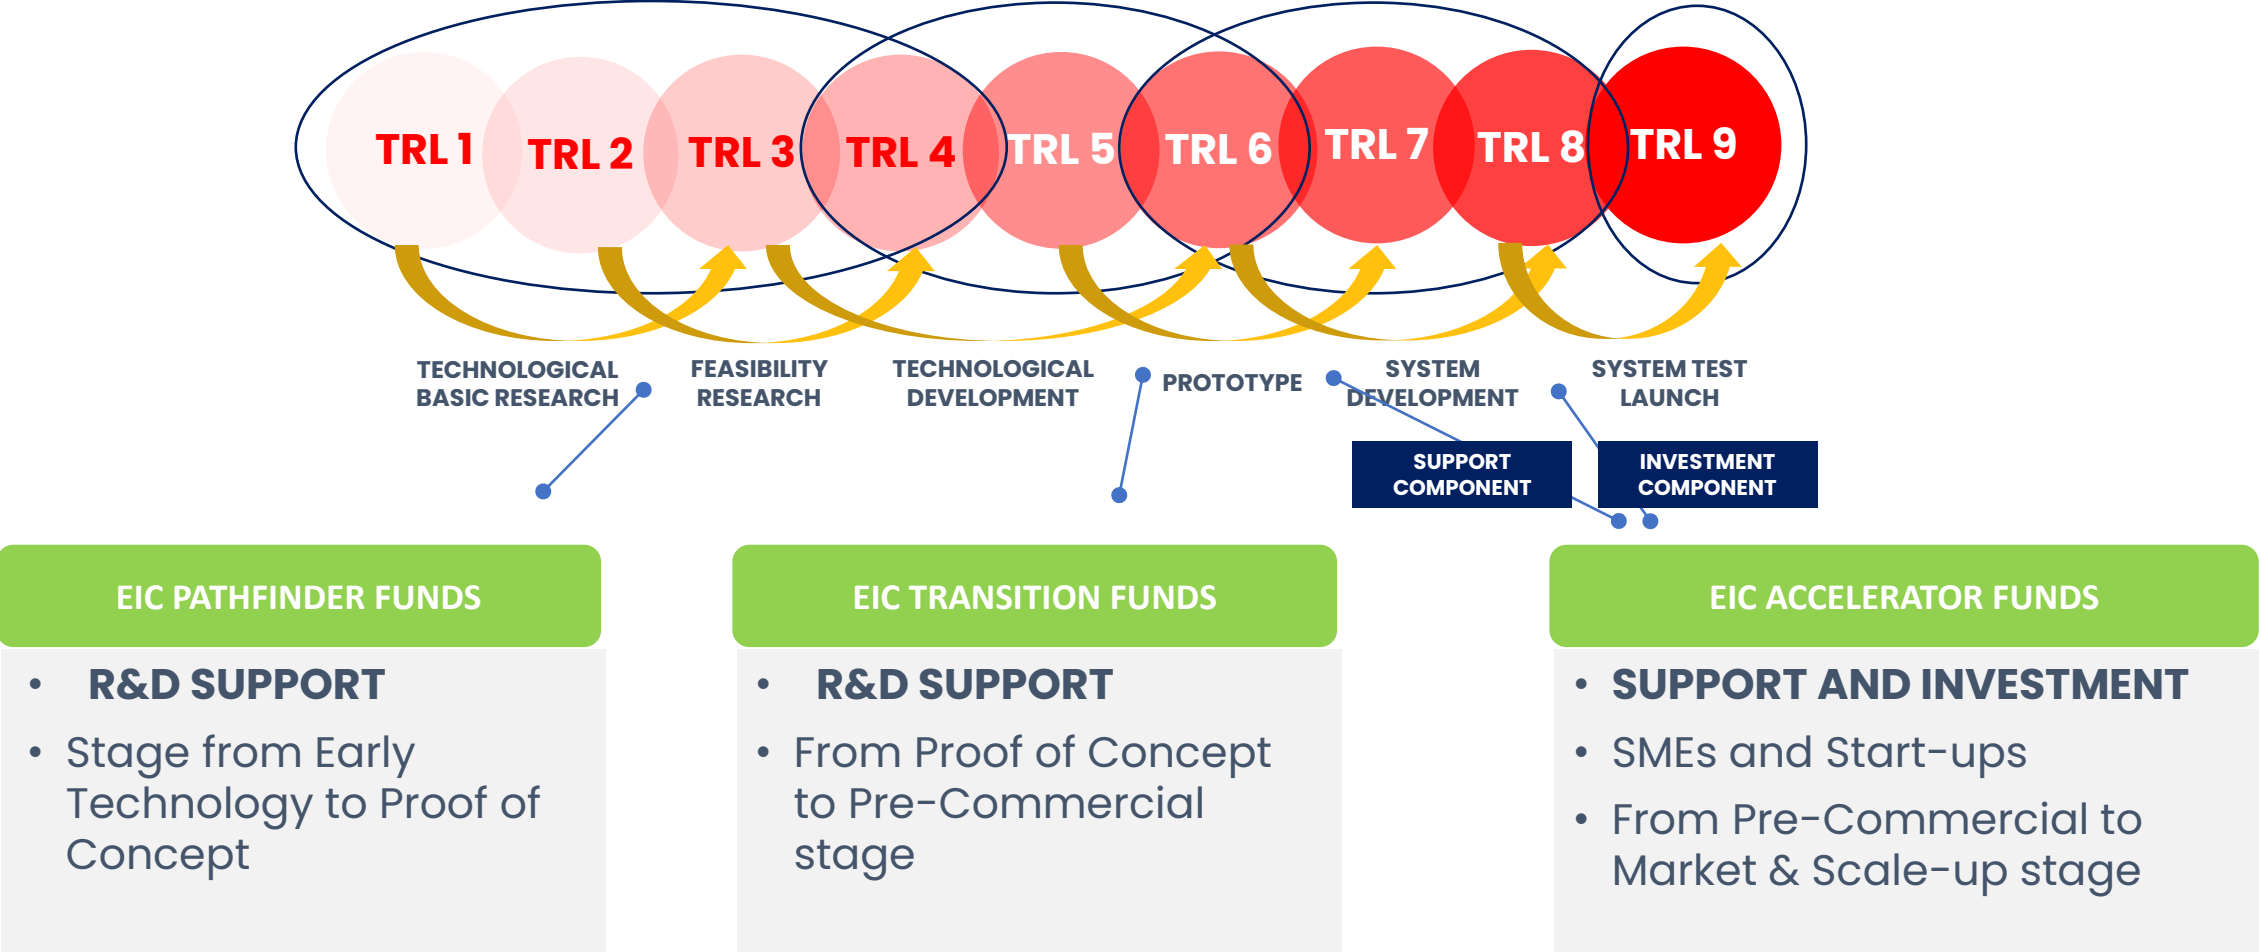 TRL 1
TRL 2
TRL 3
TRL 4
TRL 5
TRL 6
TRL 7
TRL 8
TRL 9
TECHNOLOGICAL
BASIC RESEARCH
FEASIBILITY
RESEARCH
TECHNOLOGICAL
DEVELOPMENT
PROTOTYPE
SYSTEM
DEVELOPMENT
SYSTEM TEST
LAUNCH
SUPPORT
COMPONENT
INVESTMENT
COMPONENT
EIC PATHFINDER FUNDS
• R&D SUPPORT
• Stage from Early
Technology to Proof of
Concept
EIC TRANSITION FUNDS
• R&D SUPPORT
• From Proof of Concept
to Pre-Commercial
stage
EIC ACCELERATOR FUNDS
• SUPPORT AND INVESTMENT
• SMEs and Start-ups
• From Pre-Commercial to
Market & Scale-up stage